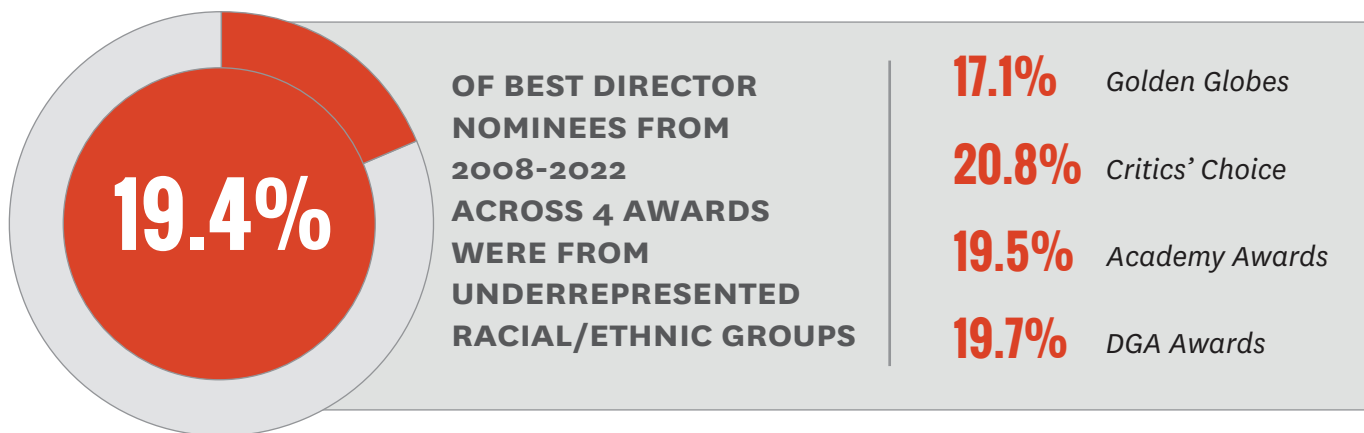 19.4%
OF BEST DIRECTOR
NOMINEES FROM
2008-2022
ACROSS 4 AWARDS
WERE FROM
UNDERREPRESENTED
RACIAL/ETHNIC GROUPS
17.1% Golden Globes
20.8% Critics’ Choice
19.5% Academy Awards
19.7% DGA Awards